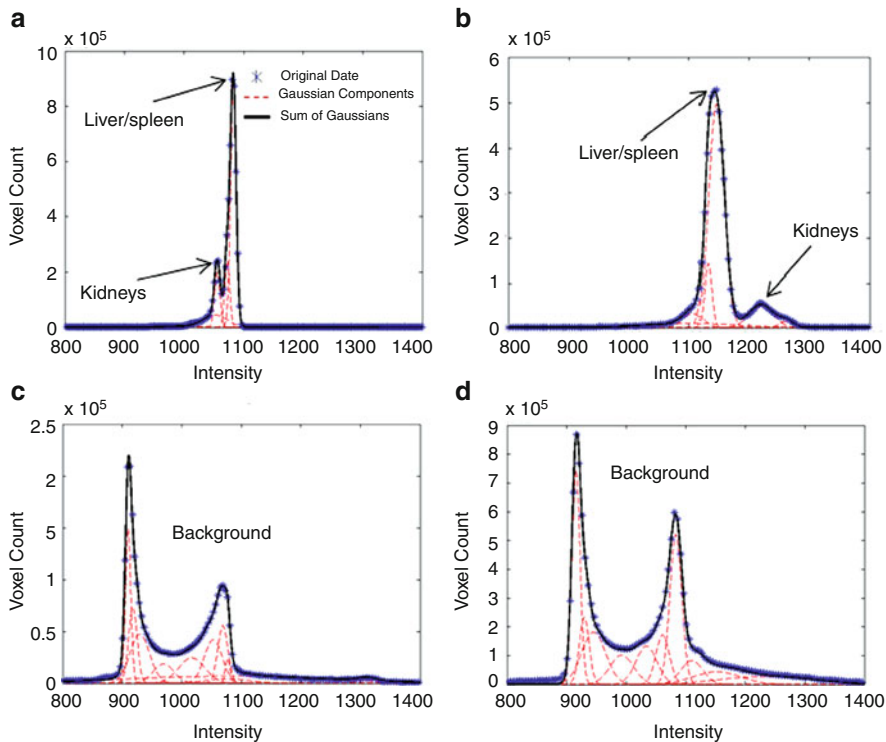 a
x 10⁵
10
8
6
4
2
0
Voxel Count
Liver/spleen
Kidneys
Original Date
Gaussian Components
Sum of Gaussians
800 900 1000 1100 1200 1300 1400
Intensity
b
x 10⁵
6
5
4
3
2
1
0
Voxel Count
Liver/spleen
Kidneys
800 900 1000 1100 1200 1300 1400
Intensity
c
x 10⁵
2.5
2
5
1
0.5
0
Voxel Count
Background
800 900 1000 1100 1200 1300 1400
Intensity
d
x 10⁵
9
8
7
6
5
4
3
2
1
0
Voxel Count
Background
800 900 1000 1100 1200 1300 1400
Intensity